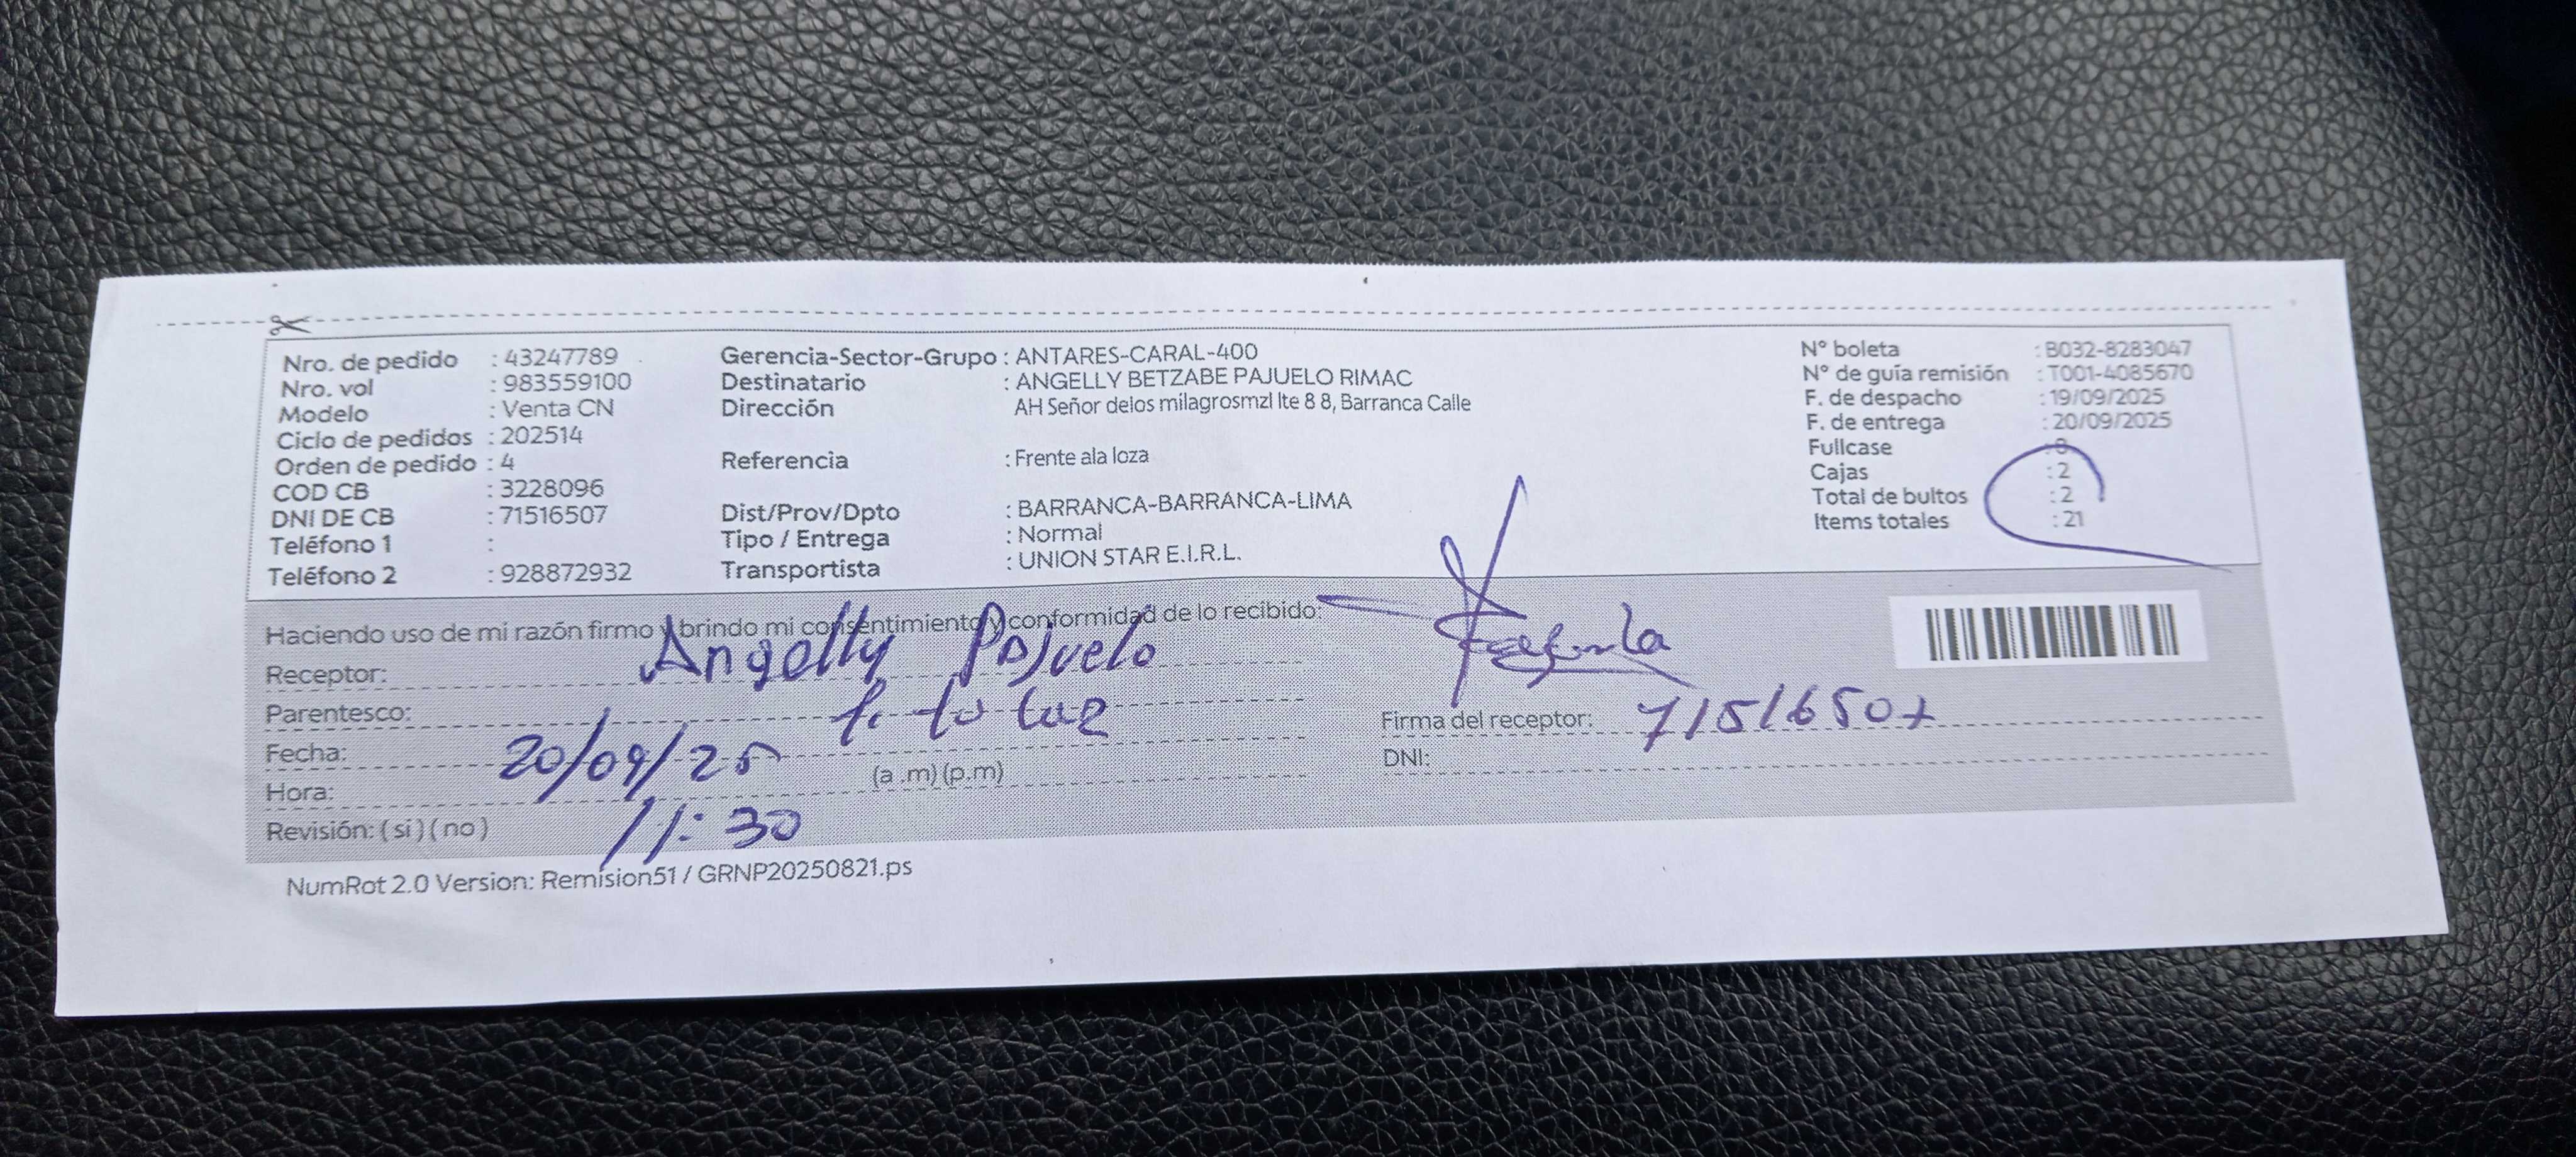 Nro. de pedido : 43247789
Nro. vol : 983559100
Modelo : Venta CN
Ciclo de pedidos : 202514
Orden de pedido : 4
COD CB : 3228096
DNI DE CB : 71516507
Teléfono 1 :
Teléfono 2 : 928872932
Gerencia-Sector-Grupo : ANTARES-CARAL-400
Destinatario : ANGELLY BETZABE PAJUELO RIMAC
Dirección AH Señor delos milagrosmzl lte 8 8, Barranca Calle
Referencia : Frente ala loza
Dist/Prov/Dpto : BARRANCA-BARRANCA-LIMA
Tipo / Entrega : Normal
Transportista : UNION STAR E.I.R.L.
N° boleta : B032-8283047
N° de guía remisión : T001-4085670
F. de despacho : 19/09/2025
F. de entrega : 20/09/2025
Fullcase : 0
Cajas : 2
Total de bultos : 2
Items totales : 21
Haciendo uso de mi razón firmo y brindo mi consentimiento y conformidad de lo recibido:
Receptor: Angelly Pajuelo
Parentesco:
Fecha: 20/09/25
Hora: (a .m) (p.m)
11:30
Revisión: ( si ) ( no )
Firma del receptor: 71516507
DNI:
NumRot 2.0 Version: Remision51 / GRNP20250821.ps